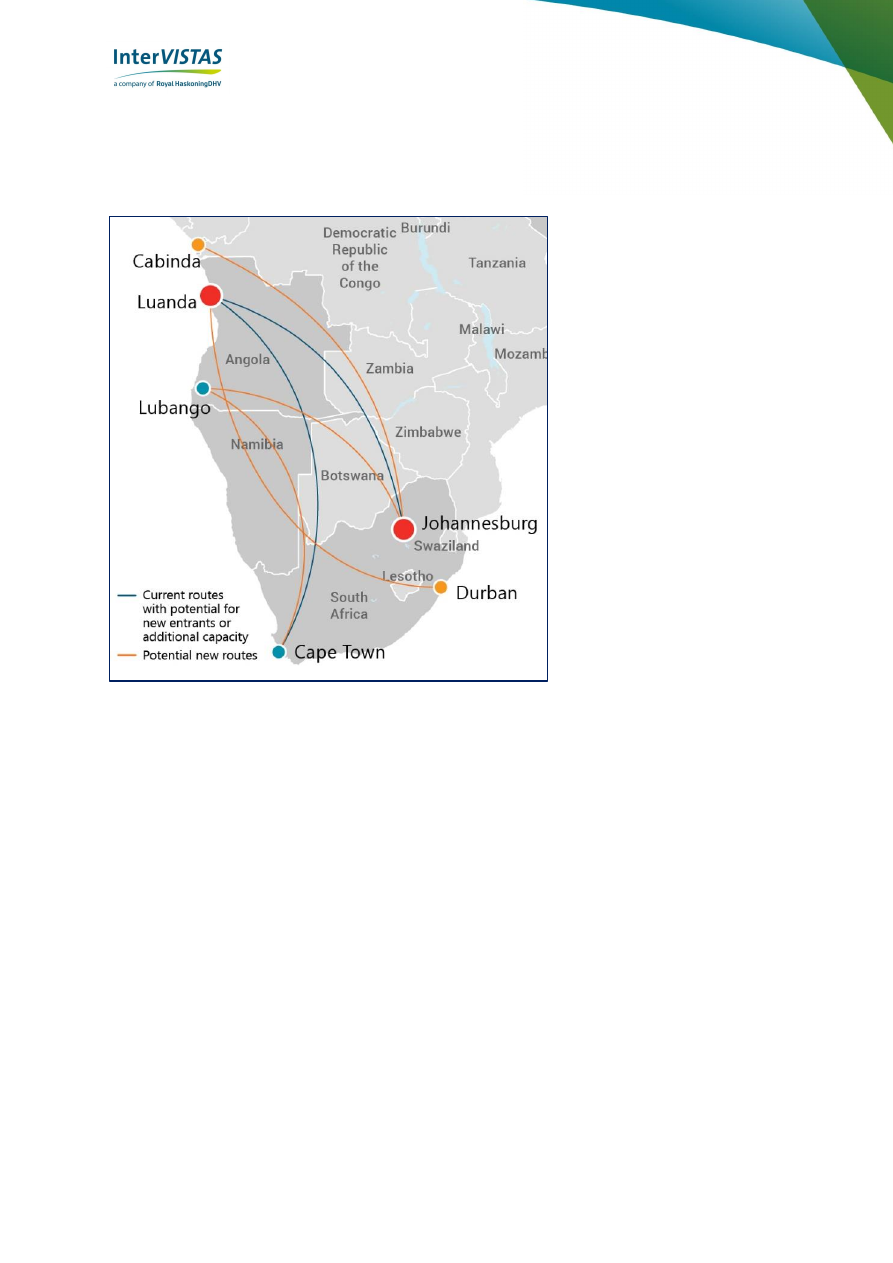 InterVISTAS
a company of Royal HaskoningDHV
Democratic
Republic
of the
Congo
Burundi
Cabinda
Tanzania
Luanda
Malawi
Mozamb
Angola
Zambia
Lubango
Zimbabwe
Namibia
Botswana
Johannesburg
Swaziland
Lesotho
Durban
South
Africa
Cape Town
Current routes
with potential for
new entrants or
additional capacity
Potential new routes